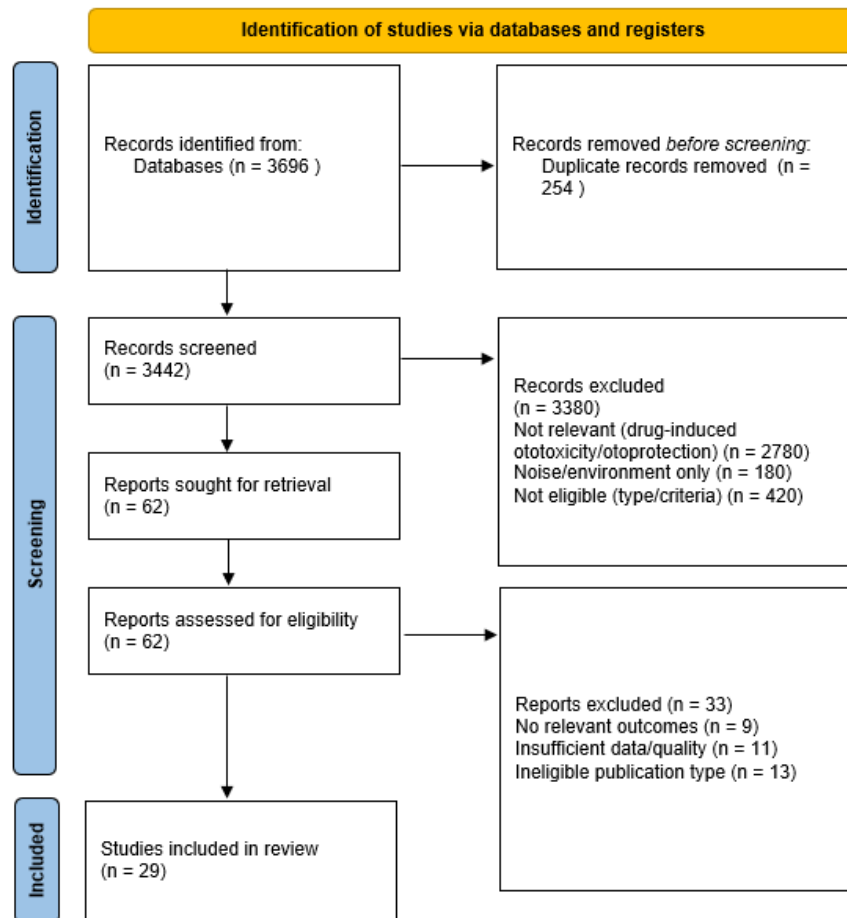 Identification of studies via databases and registers
Identification
Records identified from:
Databases (n = 3696 )
Records removed before screening:
Duplicate records removed (n =
254 )
Screening
Records screened
(n = 3442)
Records excluded
(n = 3380)
Not relevant (drug-induced
ototoxicity/otoprotection) (n = 2780)
Noise/environment only (n = 180)
Not eligible (type/criteria) (n = 420)
Reports sought for retrieval
(n = 62)
Reports assessed for eligibility
(n = 62)
Reports excluded (n = 33)
No relevant outcomes (n = 9)
Insufficient data/quality (n = 11)
Ineligible publication type (n = 13)
Included
Studies included in review
(n = 29)